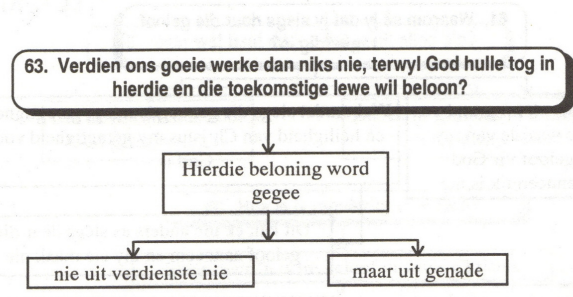 63. Verdien ons goeie werke dan niks nie, terwyl God hulle tog in
hierdie en die toekomstige lewe wil beloon?
Hierdie beloning word
gegee
nie uit verdienste nie
maar uit genade